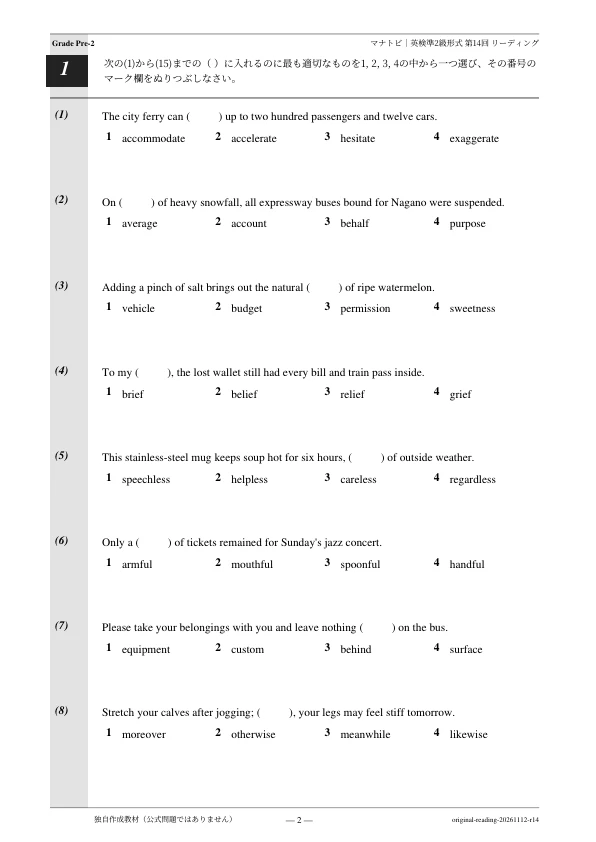 Grade Pre-2 マナトビ｜英検準2級形式 第14回 リーディング
1 次の(1)から(15)までの（ ）に入れるのに最も適切なものを1, 2, 3, 4の中から一つ選び、その番号の
マーク欄をぬりつぶしなさい。
(1) The city ferry can ( ) up to two hundred passengers and twelve cars.
1 accommodate 2 accelerate 3 hesitate 4 exaggerate
(2) On ( ) of heavy snowfall, all expressway buses bound for Nagano were suspended.
1 average 2 account 3 behalf 4 purpose
(3) Adding a pinch of salt brings out the natural ( ) of ripe watermelon.
1 vehicle 2 budget 3 permission 4 sweetness
(4) To my ( ), the lost wallet still had every bill and train pass inside.
1 brief 2 belief 3 relief 4 grief
(5) This stainless-steel mug keeps soup hot for six hours, ( ) of outside weather.
1 speechless 2 helpless 3 careless 4 regardless
(6) Only a ( ) of tickets remained for Sunday's jazz concert.
1 armful 2 mouthful 3 spoonful 4 handful
(7) Please take your belongings with you and leave nothing ( ) on the bus.
1 equipment 2 custom 3 behind 4 surface
(8) Stretch your calves after jogging; ( ), your legs may feel stiff tomorrow.
1 moreover 2 otherwise 3 meanwhile 4 likewise
独自作成教材（公式問題ではありません） — 2 — original-reading-20261112-r14